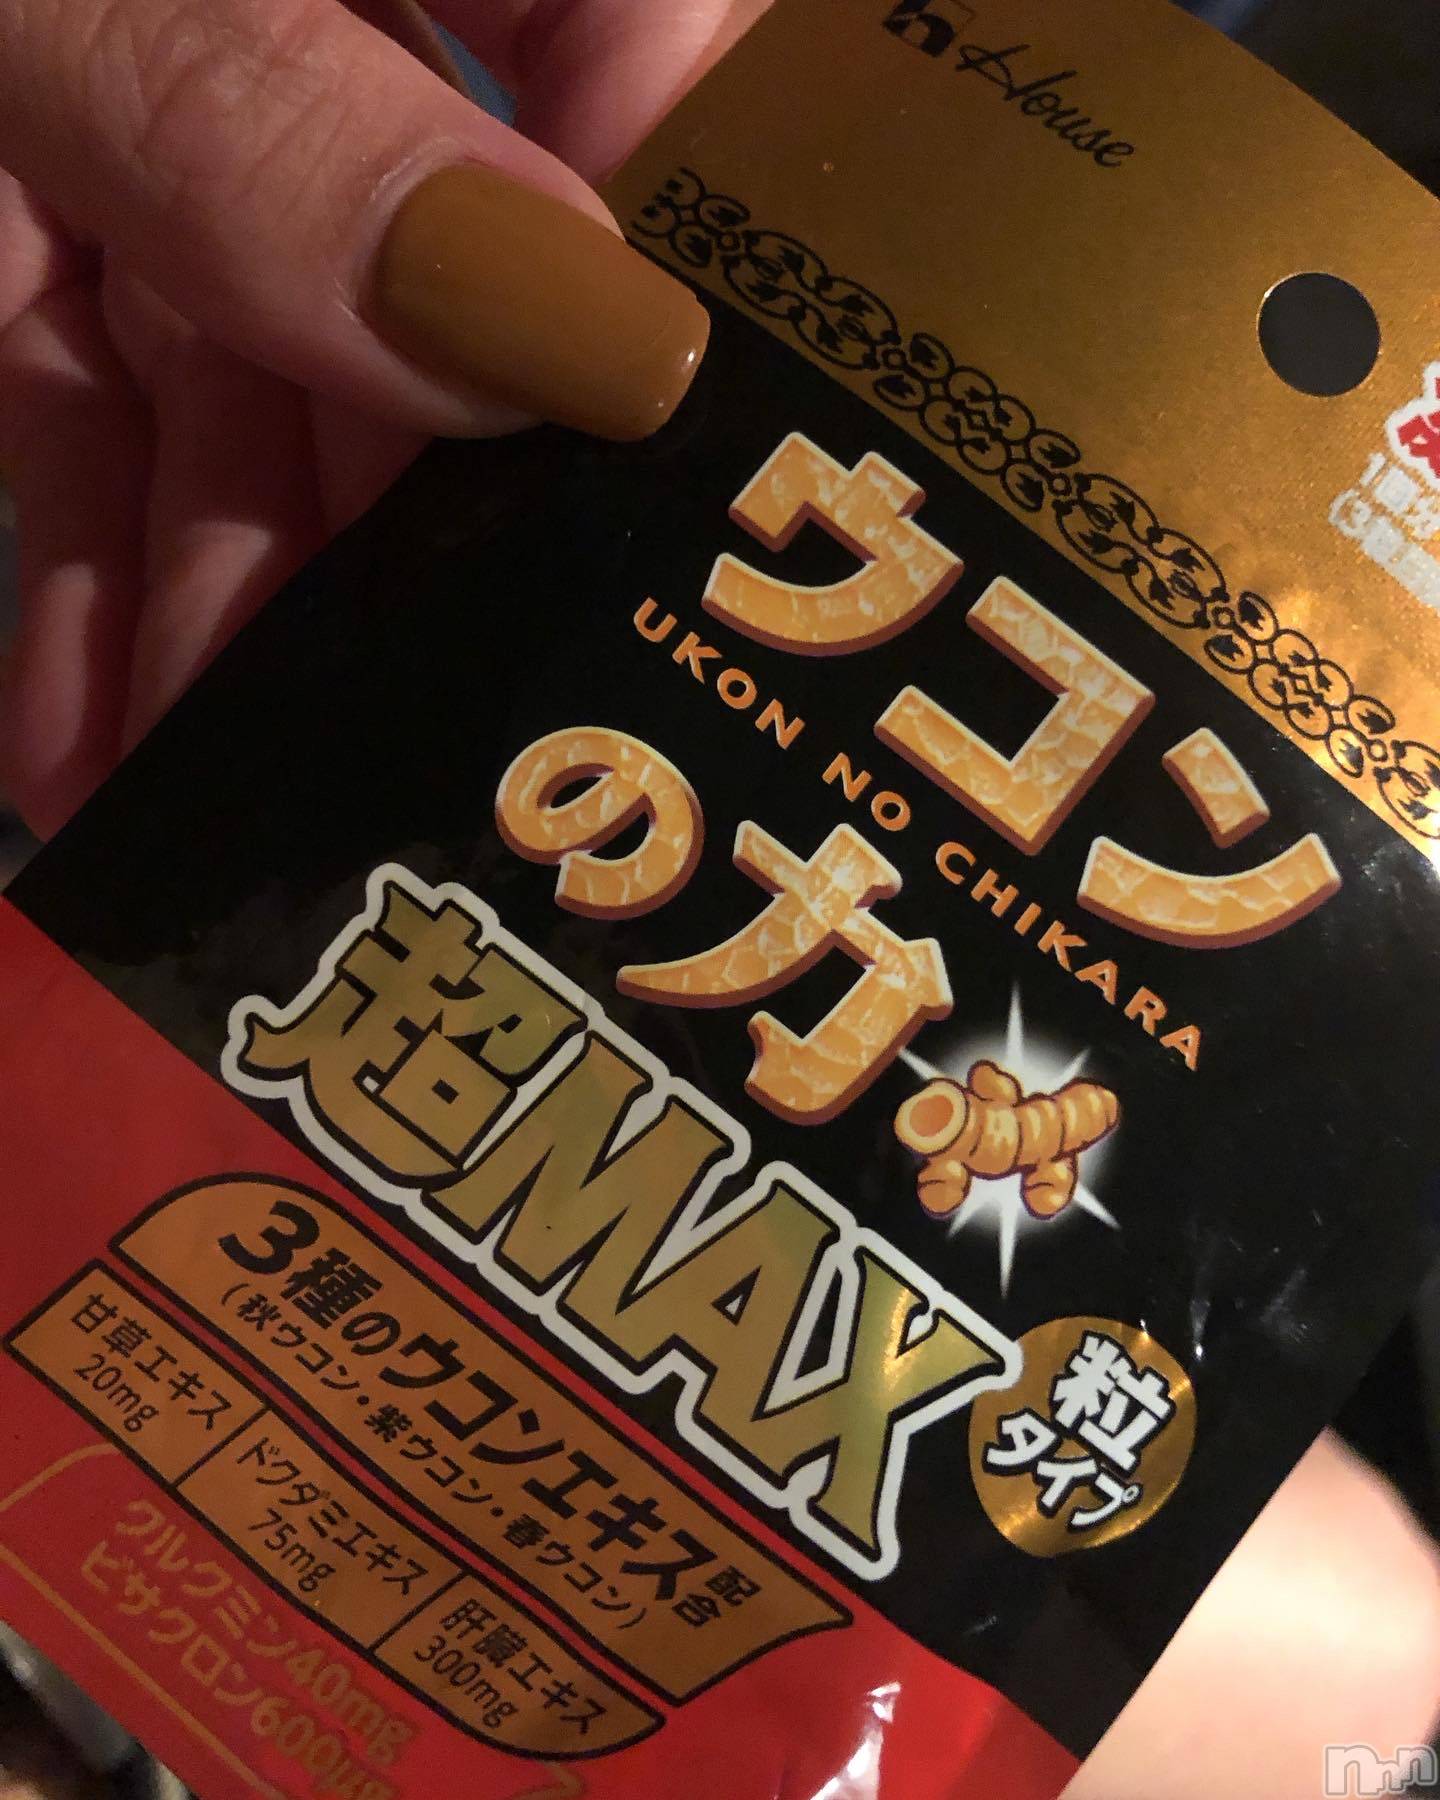 House
1回分
ウコン
UKON NO CHIKARA
の力
超MAX
粒
タイプ
3種のウコンエキス配合
(秋ウコン・紫ウコン・春ウコン)
甘草エキス
20mg
ドクダミエキス
75mg
肝臓エキス
300mg
クルクミン40mg
ビサクロン600μg